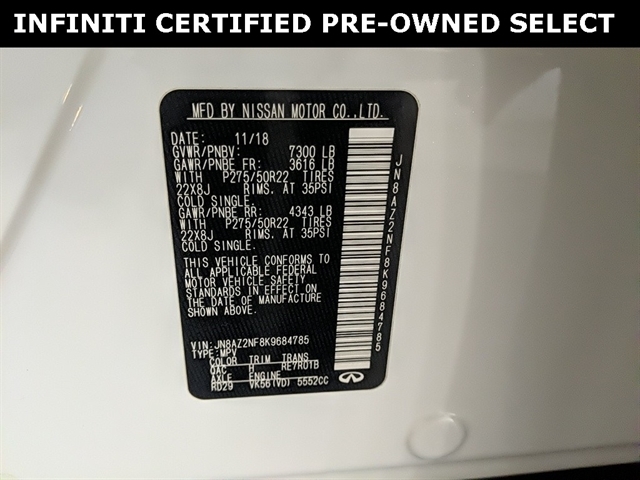 INFINITI CERTIFIED PRE-OWNED SELECT
MFD BY NISSAN MOTOR CO.,LTD.
DATE: 11/18
GVWR/PNBV: 7300 LB
GAWR/PNBE FR: 3616 LB
WITH P275/50R22 TIRES
22X8J RIMS. AT 35PSI
COLD SINGLE.
GAWR/PNBE RR: 4343 LB
WITH P275/50R22 TIRES
22X8J RIMS. AT 35PSI
COLD SINGLE.
THIS VEHICLE CONFORMS TO
ALL APPLICABLE FEDERAL
MOTOR VEHICLE SAFETY
STANDARDS IN EFFECT ON
THE DATE OF MANUFACTURE
SHOWN ABOVE.
VIN:JN8AZ2NF8K9684785
TYPE:MPV
COLOR TRIM TRANS
QAC H RE7R01B
AXLE ENGINE
RD29 VK56(VD) 5552CC
JN8AZ2NF8K9684785